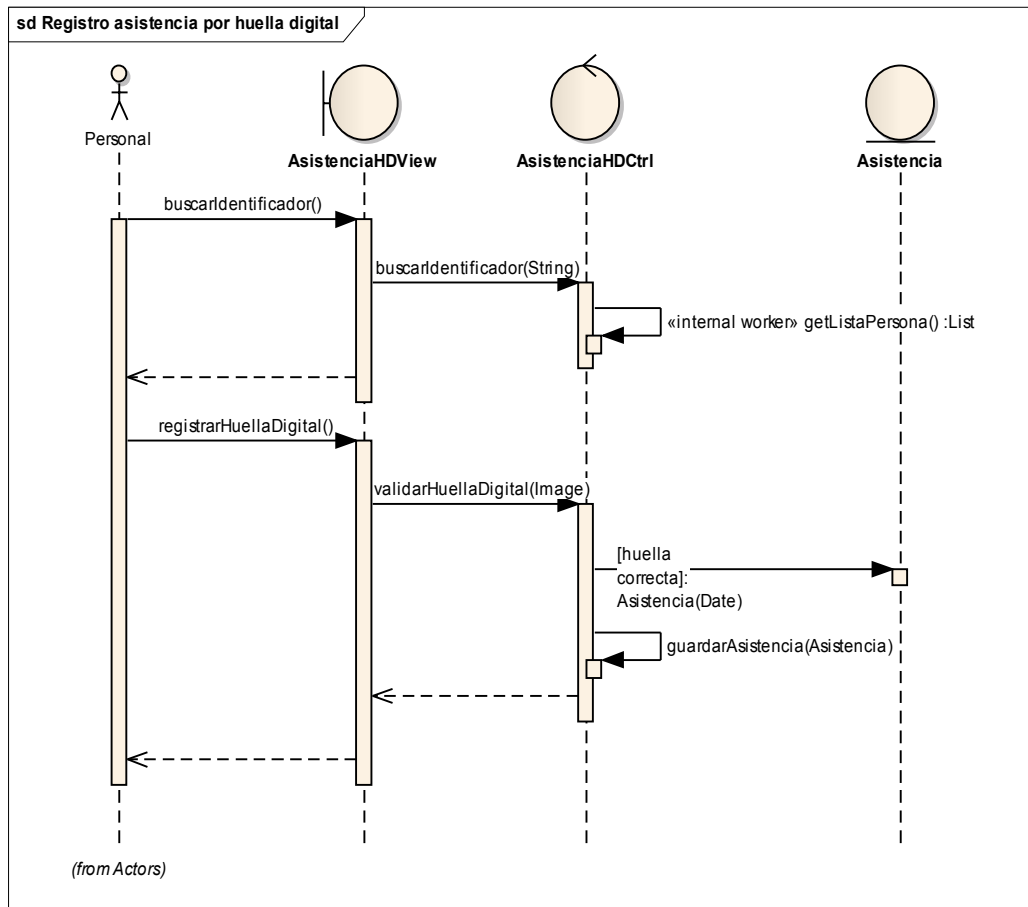 sd Registro asistencia por huella digital
Personal
AsistenciaHDView
AsistenciaHDCtrl
Asistencia
buscarIdentificador()
buscarIdentificador(String)
«internal worker» getListaPersona() :List
registrarHuellaDigital()
validarHuellaDigital(Image)
[huella
correcta]:
Asistencia(Date)
guardarAsistencia(Asistencia)
(from Actors)